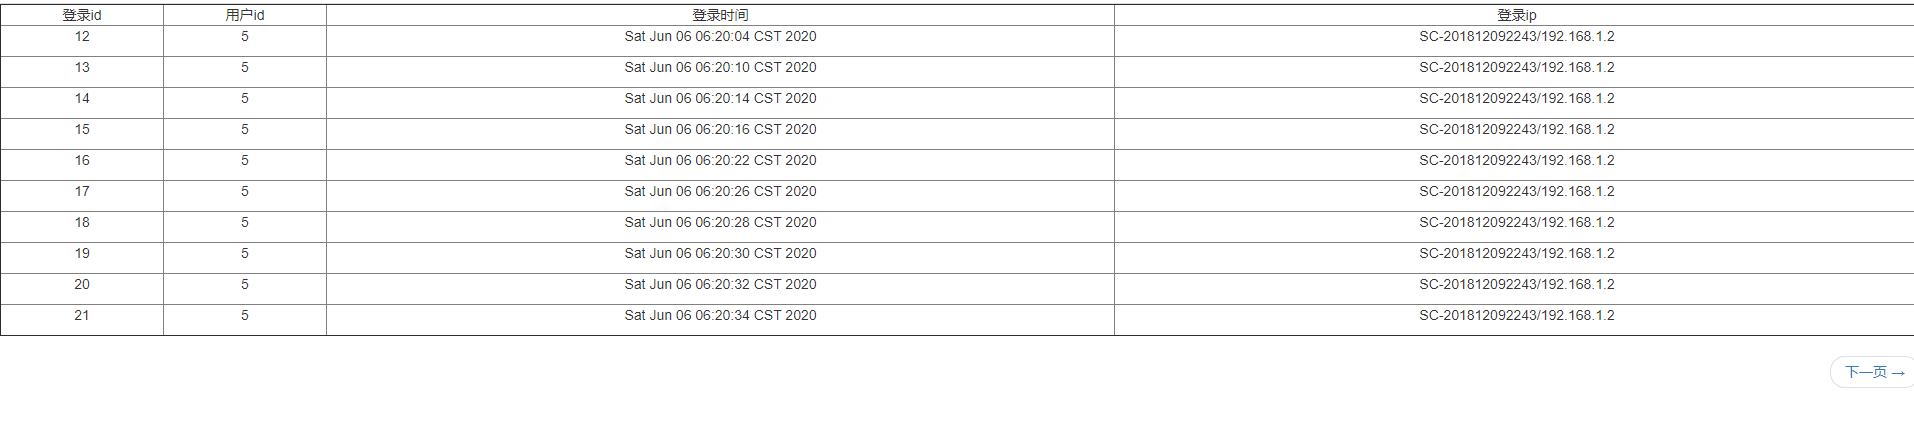 登录id 用户id 登录时间 登录ip
12 5 Sat Jun 06 06:20:04 CST 2020 SC-201812092243/192.168.1.2
13 5 Sat Jun 06 06:20:10 CST 2020 SC-201812092243/192.168.1.2
14 5 Sat Jun 06 06:20:14 CST 2020 SC-201812092243/192.168.1.2
15 5 Sat Jun 06 06:20:16 CST 2020 SC-201812092243/192.168.1.2
16 5 Sat Jun 06 06:20:22 CST 2020 SC-201812092243/192.168.1.2
17 5 Sat Jun 06 06:20:26 CST 2020 SC-201812092243/192.168.1.2
18 5 Sat Jun 06 06:20:28 CST 2020 SC-201812092243/192.168.1.2
19 5 Sat Jun 06 06:20:30 CST 2020 SC-201812092243/192.168.1.2
20 5 Sat Jun 06 06:20:32 CST 2020 SC-201812092243/192.168.1.2
21 5 Sat Jun 06 06:20:34 CST 2020 SC-201812092243/192.168.1.2
下一页 →